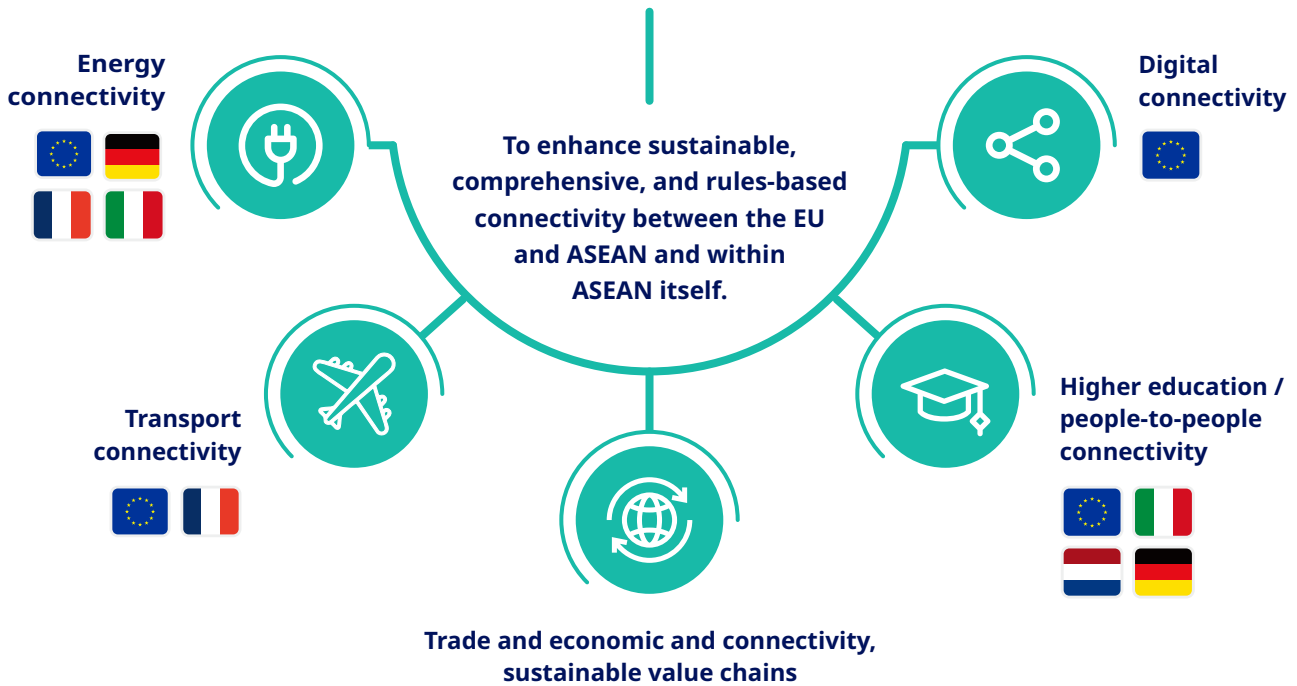 Energy
connectivity
To enhance sustainable,
comprehensive, and rules-based
connectivity between the EU
and ASEAN and within
ASEAN itself.
Digital
connectivity
Transport
connectivity
Higher education /
people-to-people
connectivity
Trade and economic and connectivity,
sustainable value chains